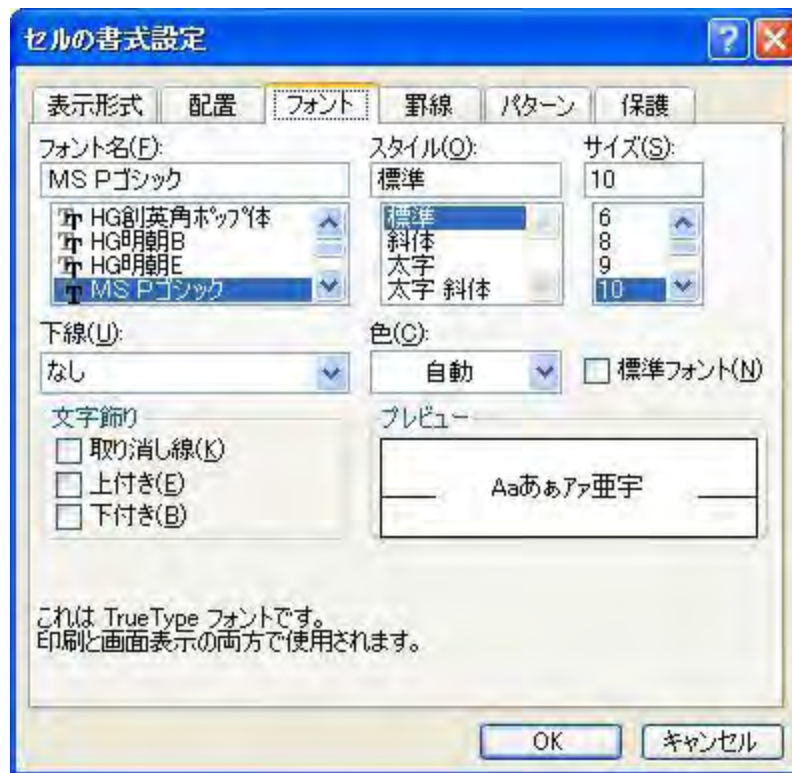 セルの書式設定
表示形式 配置 フォント 罫線 パターン 保護
フォント名(F): スタイル(O): サイズ(S):
MS Pゴシック 標準 10
HG創英角ポップ体 標準 6
HG明朝B 斜体 8
HG明朝E 太字 9
MS Pゴシック 太字 斜体 10
下線(U): 色(C):
なし 自動 標準フォント(N)
文字飾り プレビュー
取り消し線(K)
上付き(E) Aaあぁアァ亜宇
下付き(B)
これは TrueType フォントです。
印刷と画面表示の両方で使用されます。
OK キャンセル